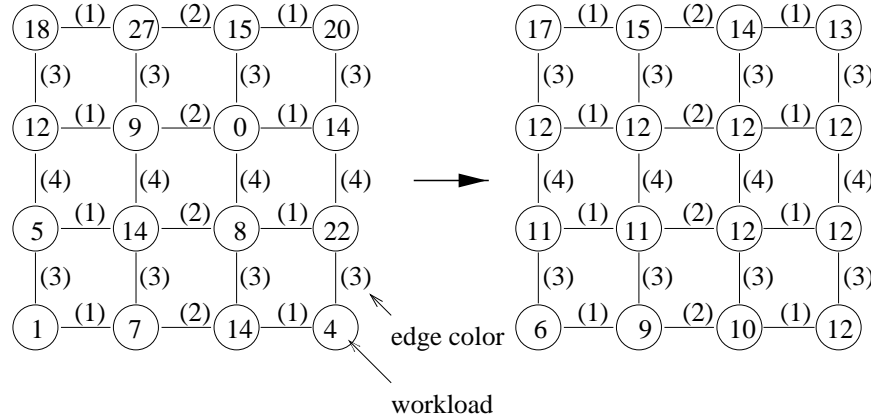 (1) (2) (1) (1) (2) (1)
18 27 15 20 17 15 14 13
(3) (3) (3) (3) (3) (3) (3) (3)
(1) (2) (1) (1) (2) (1)
12 9 0 14 12 12 12 12
(4) (4) (4) (4) (4) (4) (4) (4)
(1) (2) (1) (1) (2) (1)
5 14 8 22 11 11 12 12
(3) (3) (3) (3) (3) (3) (3) (3)
(1) (2) (1) (1) (2) (1)
1 7 14 4 6 9 10 12
edge color
workload